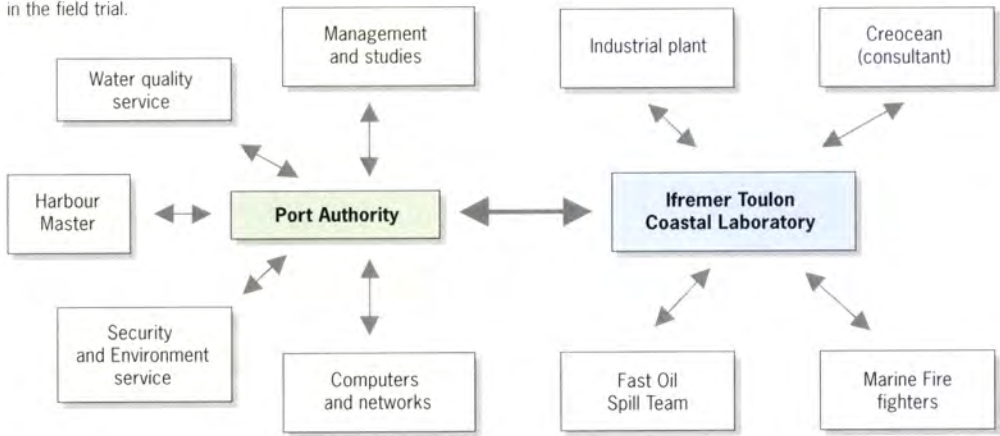 in the field trial.
Management
and studies
Industrial plant
Creocean
(consultant)
Water quality
service
Harbour
Master
Port Authority
Ifremer Toulon
Coastal Laboratory
Security
and Environment
service
Computers
and networks
Fast Oil
Spill Team
Marine Fire
fighters